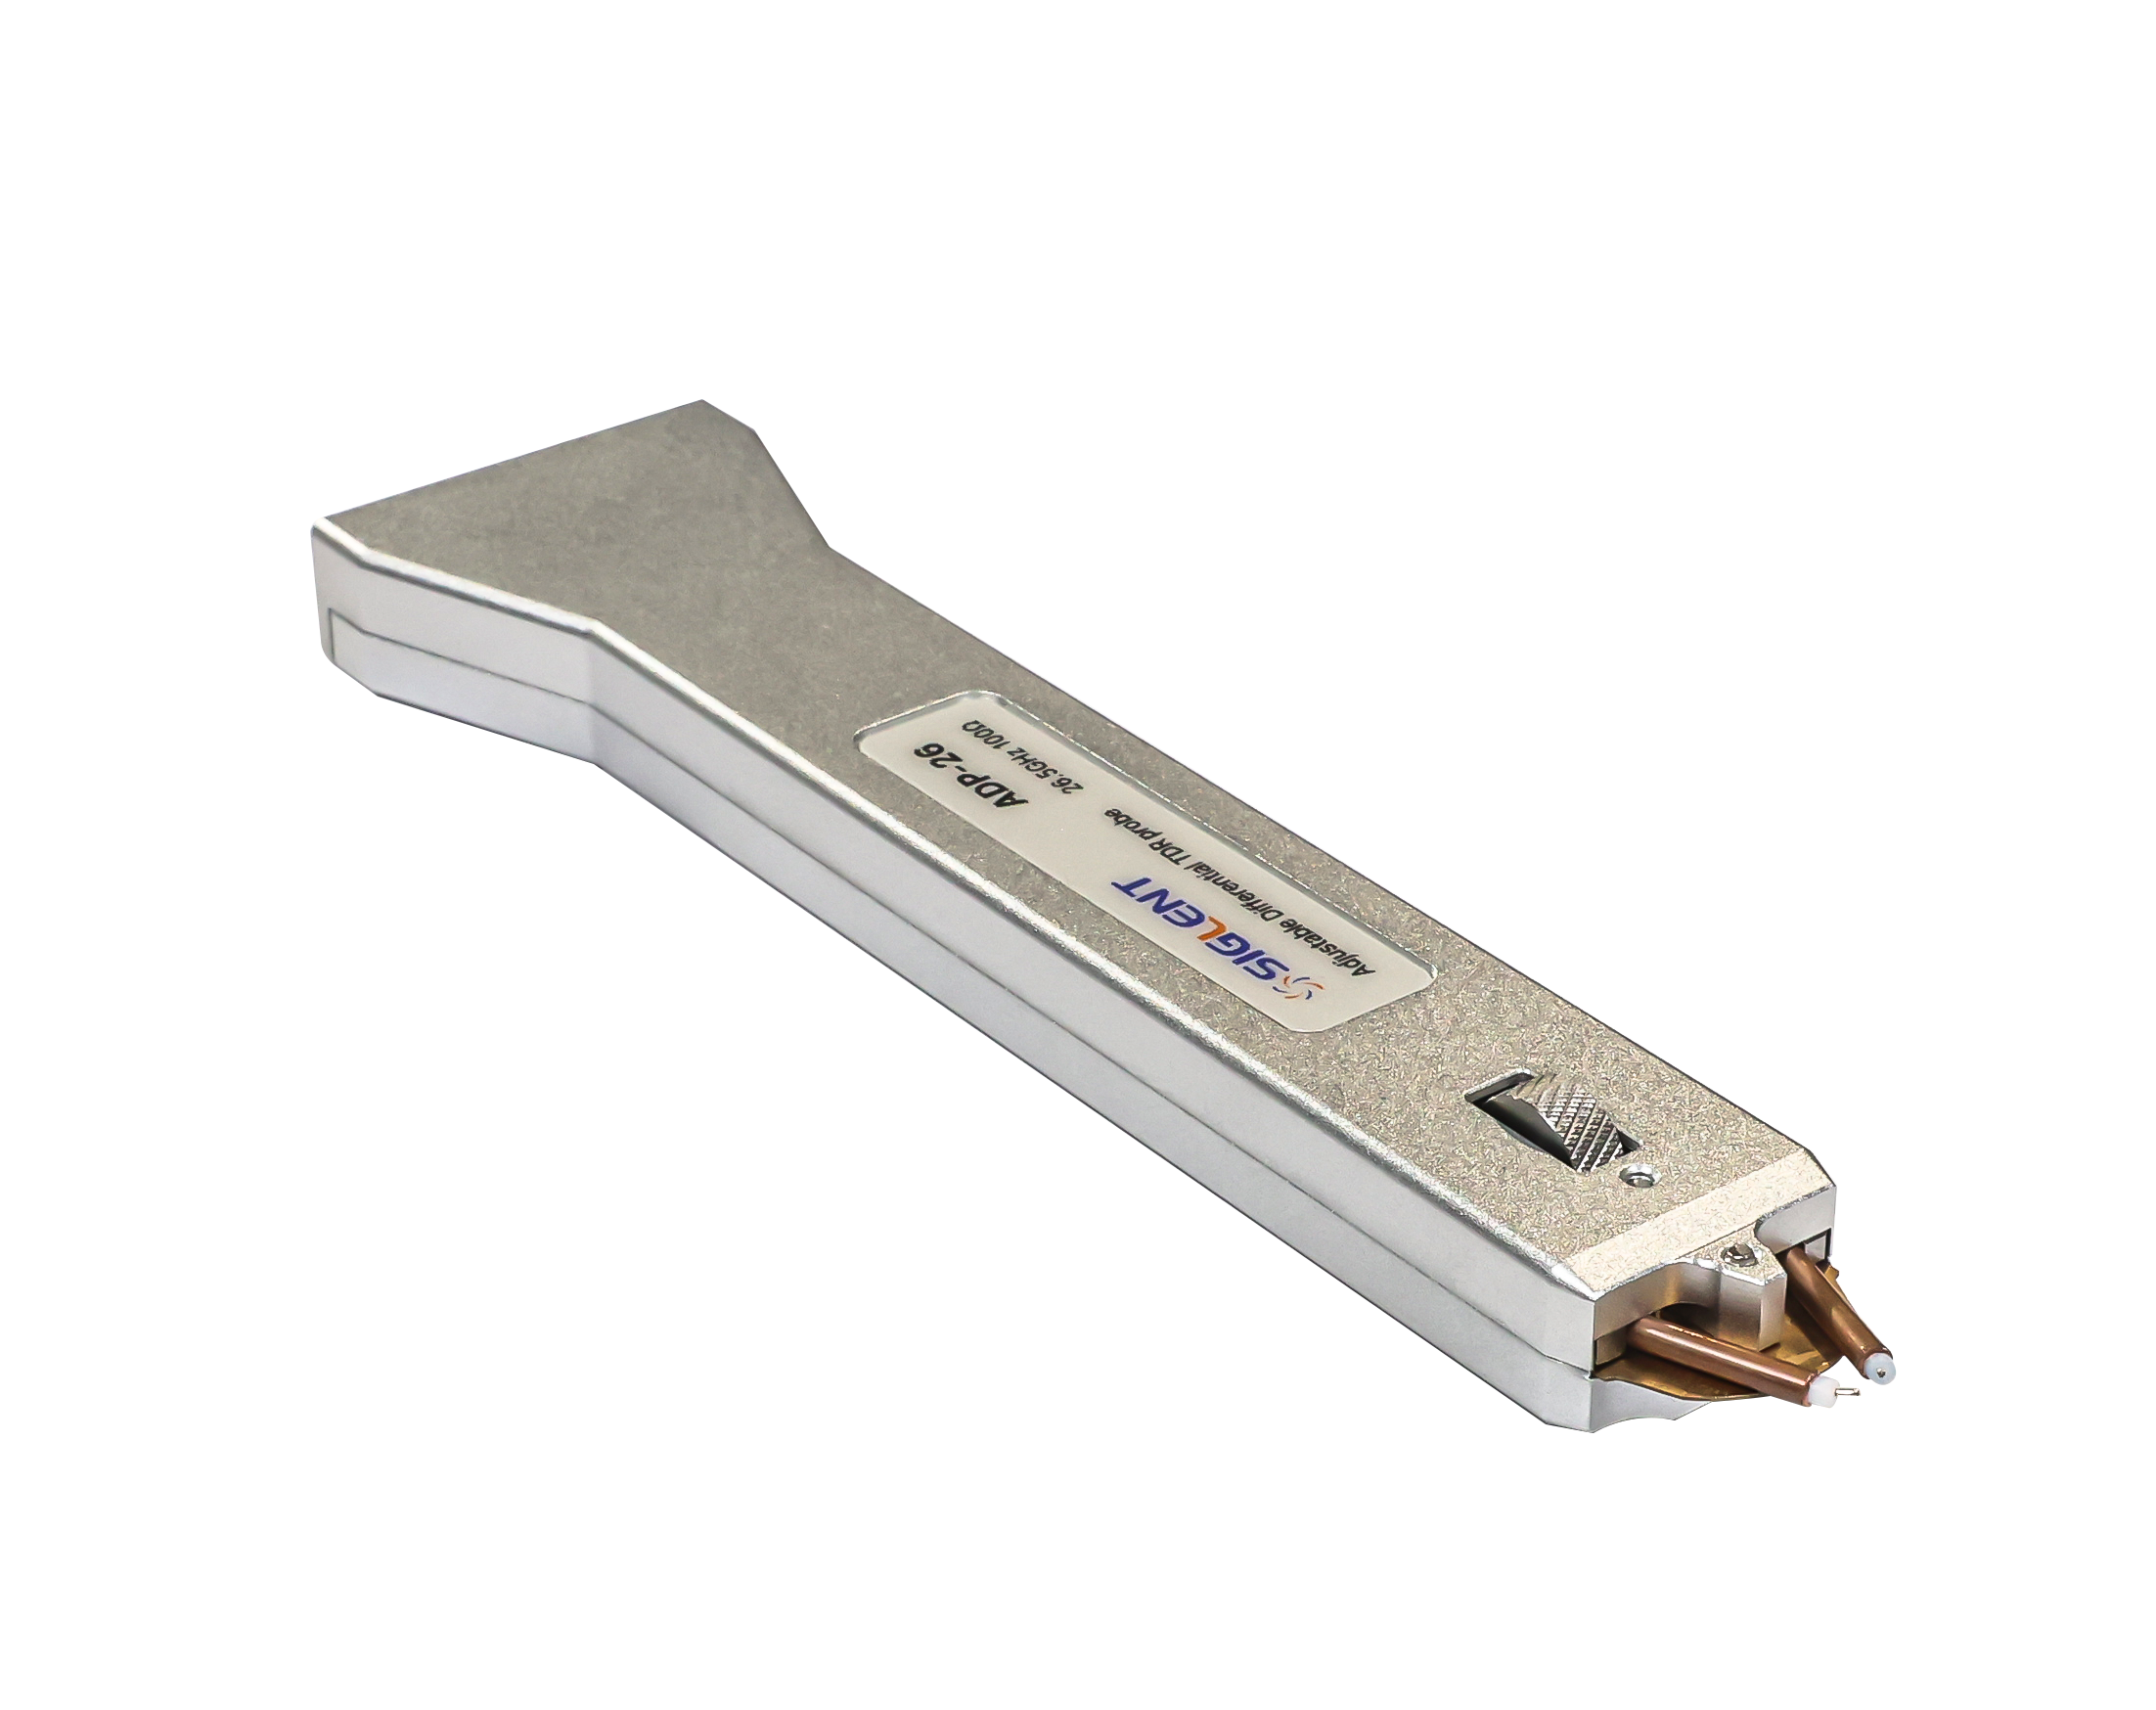 SIGLENT ADP-26
Adjustable Differential TDR probe 26.5GHz 100Ω